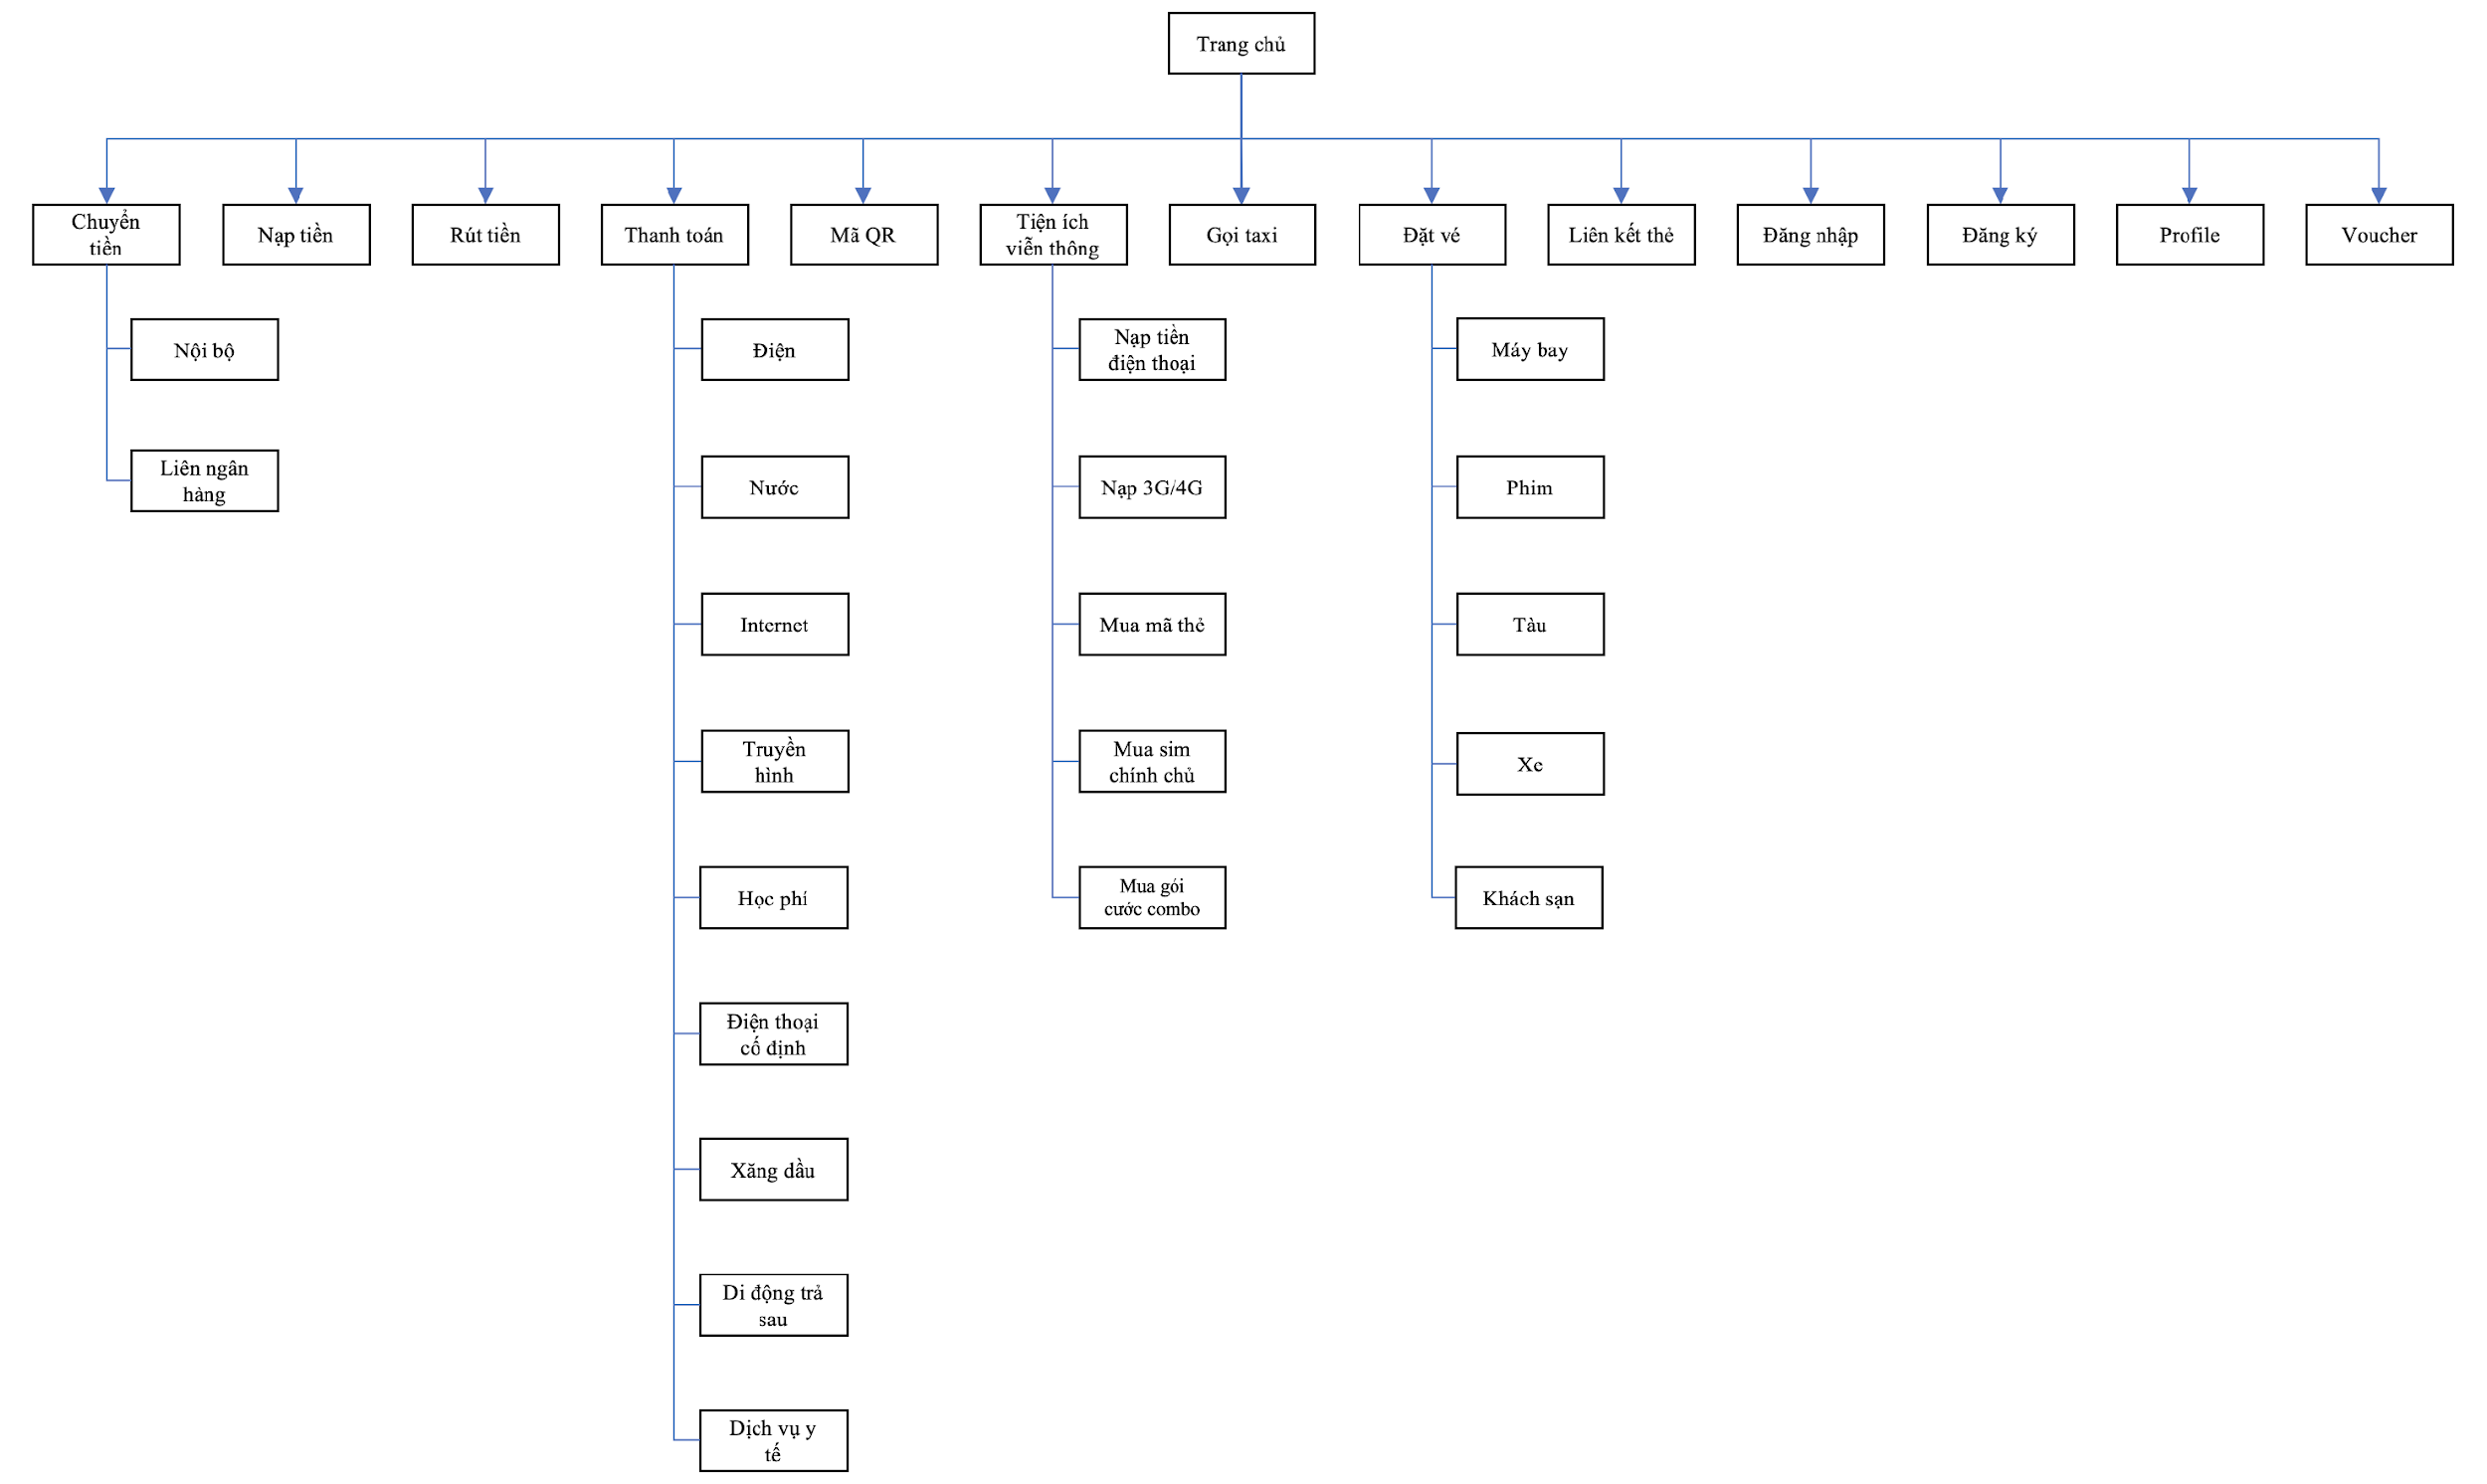 Trang chủ
Chuyển
tiền
Nạp tiền
Rút tiền
Thanh toán
Mã QR
Tiện ích
viễn thông
Gọi taxi
Đặt vé
Liên kết thẻ
Đăng nhập
Đăng ký
Profile
Voucher
Nội bộ
Liên ngân
hàng
Điện
Nước
Internet
Truyền
hình
Học phí
Điện thoại
cố định
Xăng dầu
Di động trả
sau
Dịch vụ y
tế
Nạp tiền
điện thoại
Nạp 3G/4G
Mua mã thẻ
Mua sim
chính chủ
Mua gói
cước combo
Máy bay
Phim
Tàu
Xe
Khách sạn